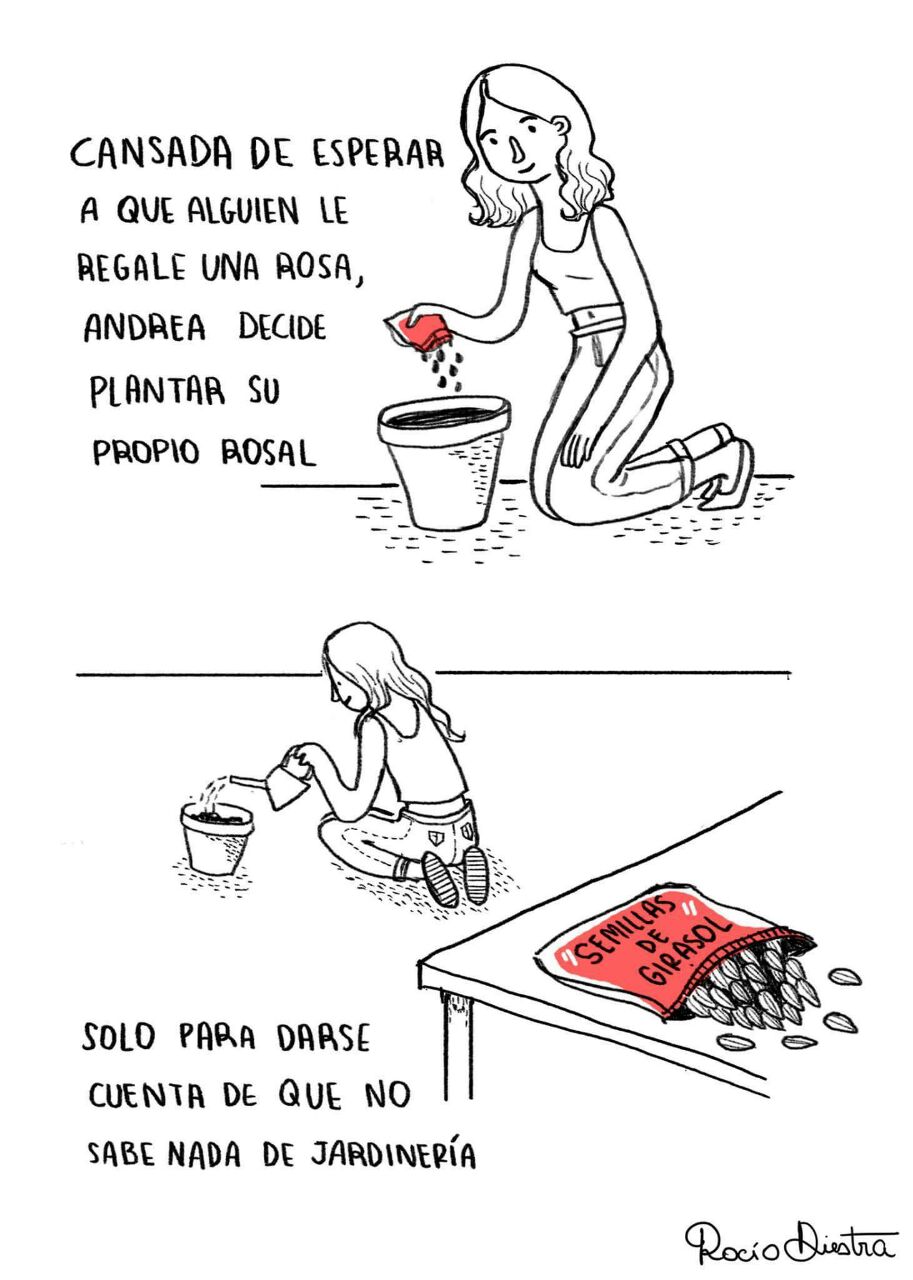 CANSADA DE ESPERAR
A QUE ALGUIEN LE
REGALE UNA ROSA,
ANDREA DECIDE
PLANTAR SU
PROPIO ROSAL
SEMILLAS
DE
GIRASOL
SOLO PARA DARSE
CUENTA DE QUE NO
SABE NADA DE JARDINERÍA
Rocío Diestra